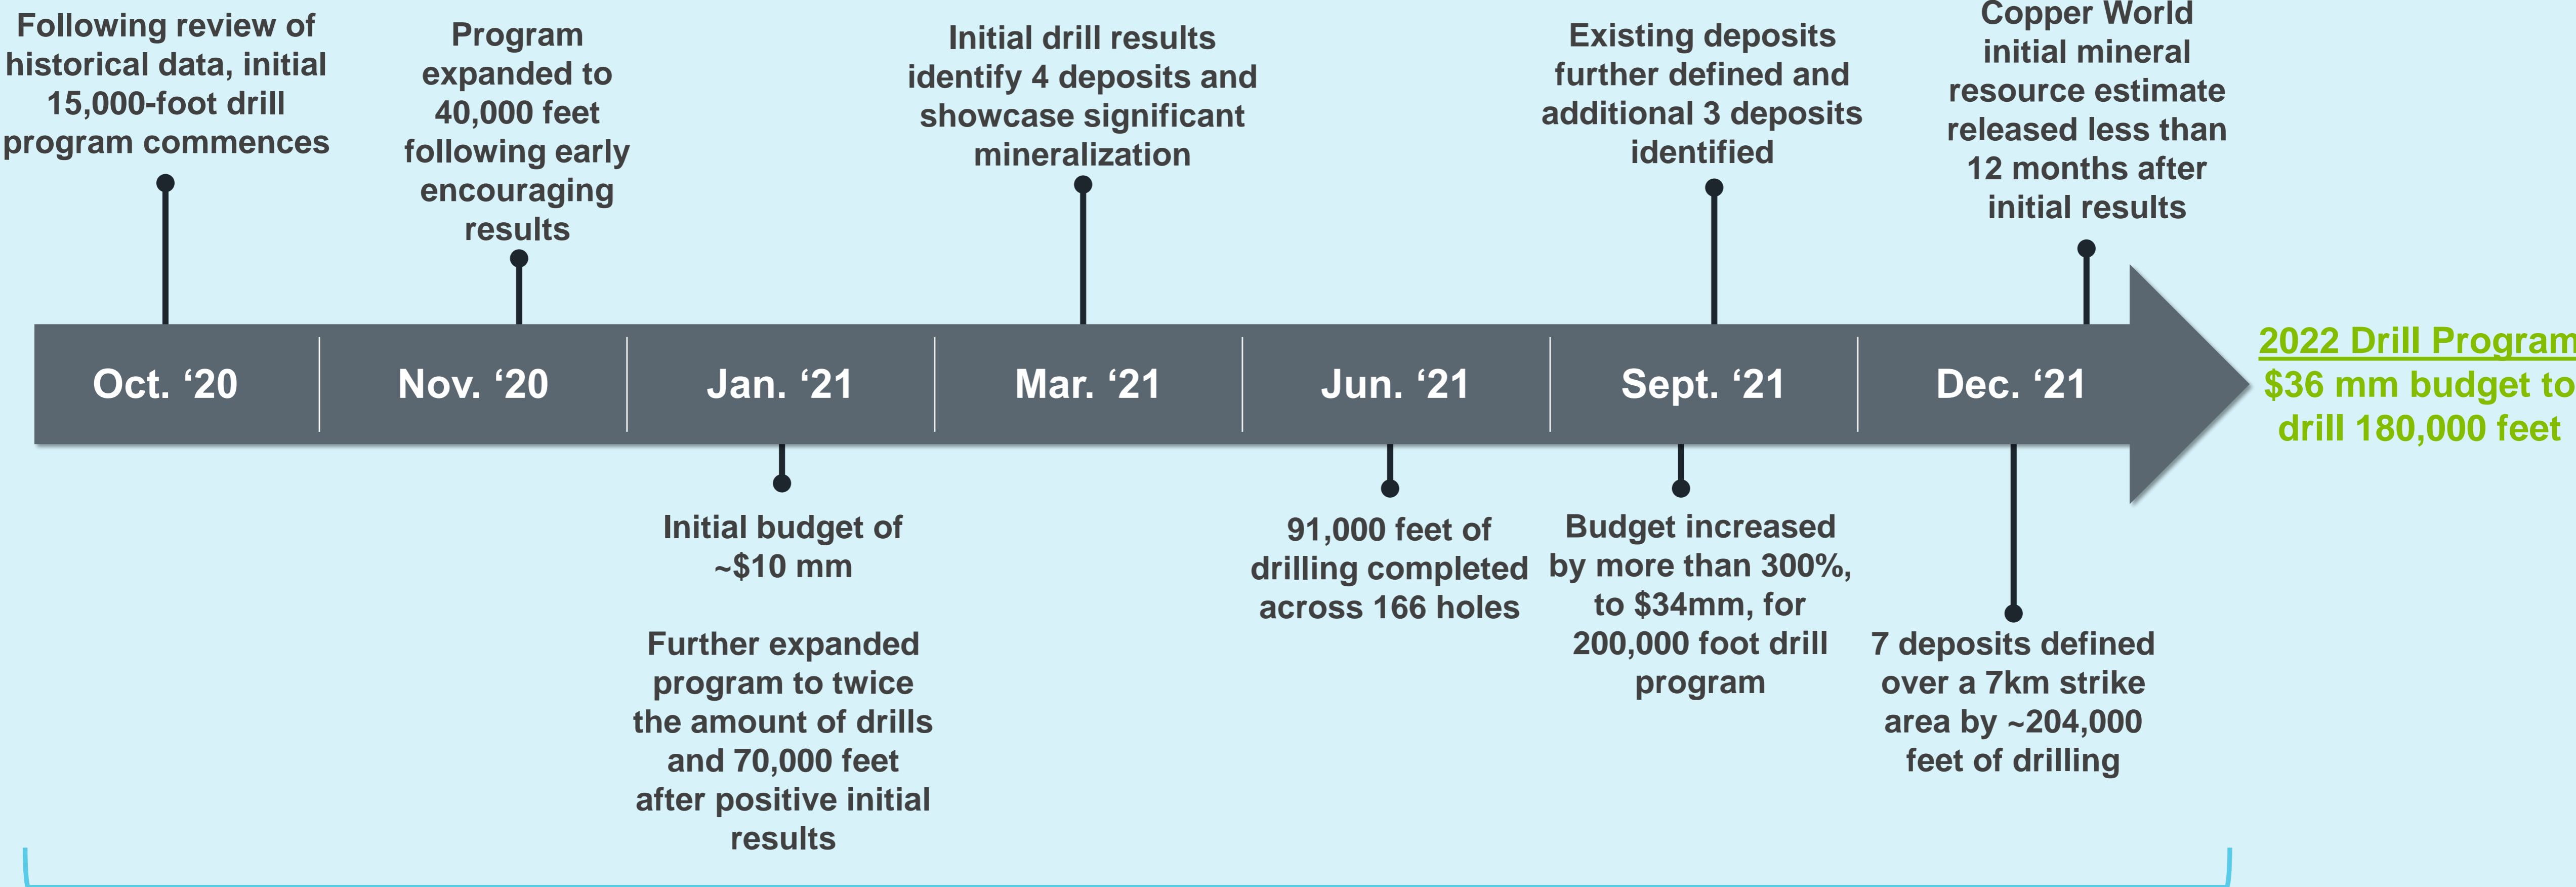 Following review of
historical data, initial
15,000-foot drill
program commences
Program
expanded to
40,000 feet
following early
encouraging
results
Initial drill results
identify 4 deposits and
showcase significant
mineralization
Existing deposits
further defined and
additional 3 deposits
identified
Copper World
initial mineral
resource estimate
released less than
12 months after
initial results
Oct. ‘20
Nov. ‘20
Jan. ‘21
Mar. ‘21
Jun. ‘21
Sept. ‘21
Dec. ‘21
2022 Drill Program
$36 mm budget to
drill 180,000 feet
Initial budget of
~$10 mm
Further expanded
program to twice
the amount of drills
and 70,000 feet
after positive initial
results
91,000 feet of
drilling completed
across 166 holes
Budget increased
by more than 300%,
to $34mm, for
200,000 foot drill
program
7 deposits defined
over a 7km strike
area by ~204,000
feet of drilling